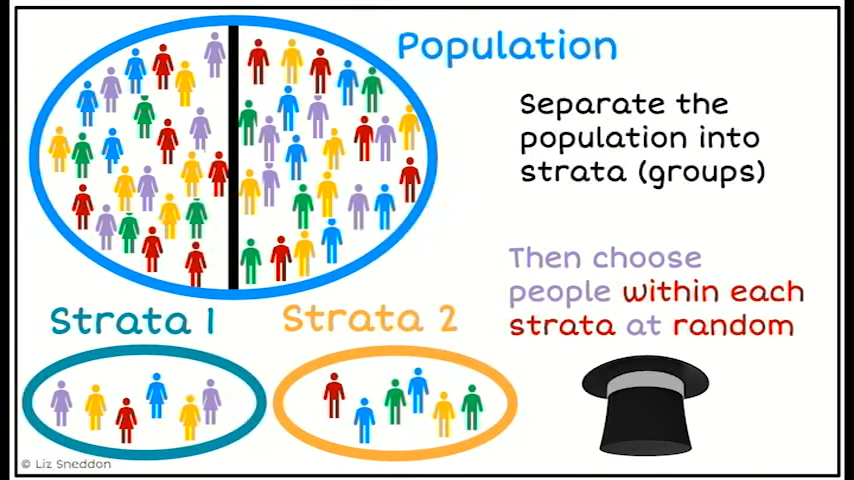 Population
Separate the
population into
strata (groups)
Then choose
people within each
strata at random
Strata 1
Strata 2
© Liz Sneddon